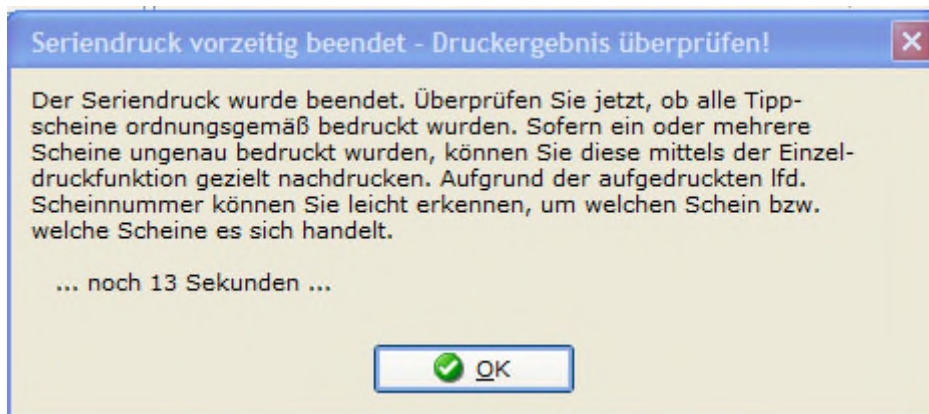 Seriendruck vorzeitig beendet - Druckergebnis überprüfen!
Der Seriendruck wurde beendet. Überprüfen Sie jetzt, ob alle Tipp-
scheine ordnungsgemäß bedruckt wurden. Sofern ein oder mehrere
Scheine ungenau bedruckt wurden, können Sie diese mittels der Einzel-
druckfunktion gezielt nachdrucken. Aufgrund der aufgedruckten lfd.
Scheinnummer können Sie leicht erkennen, um welchen Schein bzw.
welche Scheine es sich handelt.
... noch 13 Sekunden ...
OK